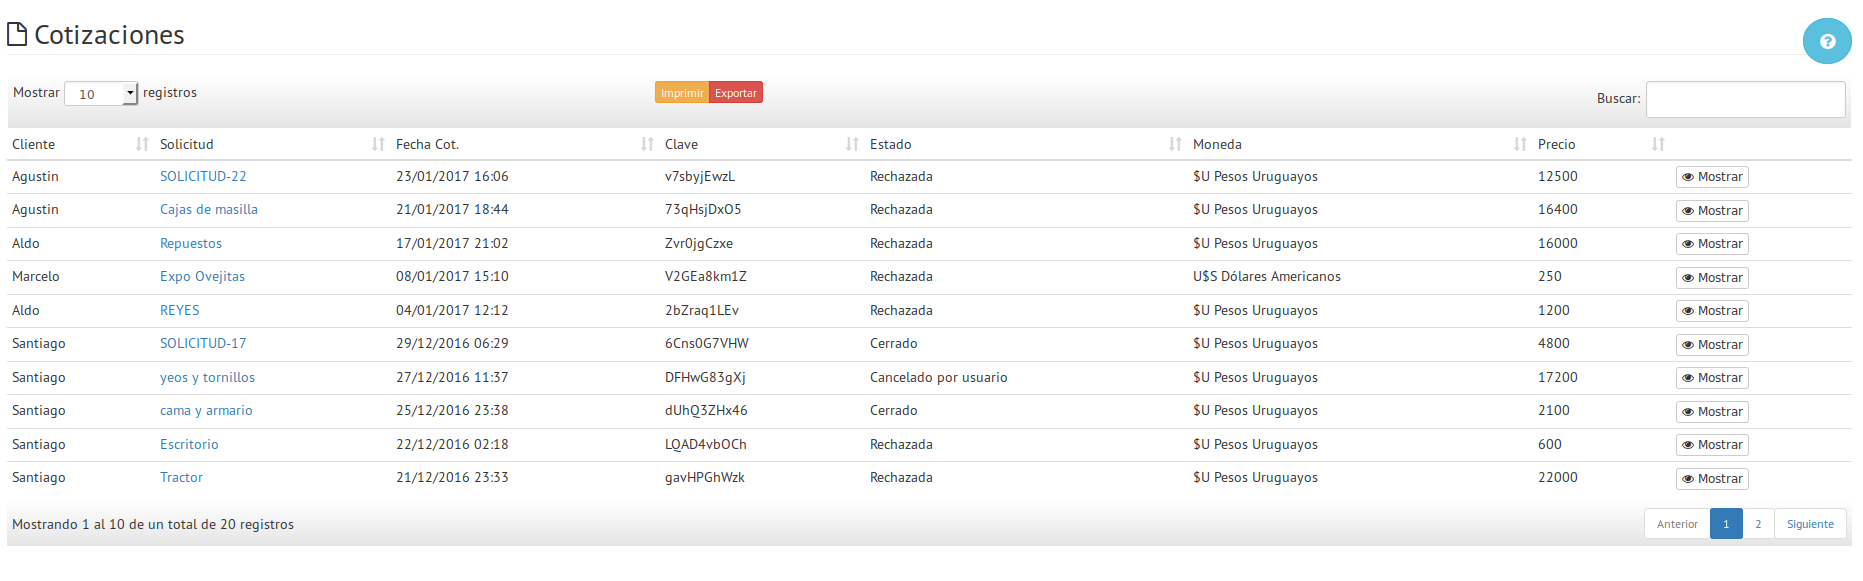 Cotizaciones
Mostrar 10 registros Imprimir Exportar Buscar:
Cliente Solicitud Fecha Cot. Clave Estado Moneda Precio
Agustin SOLICITUD-22 23/01/2017 16:06 v7sbyjEwzL Rechazada $U Pesos Uruguayos 12500 Mostrar
Agustin Cajas de masilla 21/01/2017 18:44 73qHsjDxO5 Rechazada $U Pesos Uruguayos 16400 Mostrar
Aldo Repuestos 17/01/2017 21:02 Zvr0jgCzxe Rechazada $U Pesos Uruguayos 16000 Mostrar
Marcelo Expo Ovejitas 08/01/2017 15:10 V2GEa8km1Z Rechazada U$S Dólares Americanos 250 Mostrar
Aldo REYES 04/01/2017 12:12 2bZraq1LEv Rechazada $U Pesos Uruguayos 1200 Mostrar
Santiago SOLICITUD-17 29/12/2016 06:29 6Cns0G7VHW Cerrado $U Pesos Uruguayos 4800 Mostrar
Santiago yeos y tornillos 27/12/2016 11:37 DFHwG83gXj Cancelado por usuario $U Pesos Uruguayos 17200 Mostrar
Santiago cama y armario 25/12/2016 23:38 dUhQ3ZHx46 Cerrado $U Pesos Uruguayos 2100 Mostrar
Santiago Escritorio 22/12/2016 02:18 LQAD4vbOCh Rechazada $U Pesos Uruguayos 600 Mostrar
Santiago Tractor 21/12/2016 23:33 gavHPGhWzk Rechazada $U Pesos Uruguayos 22000 Mostrar
Mostrando 1 al 10 de un total de 20 registros Anterior 1 2 Siguiente